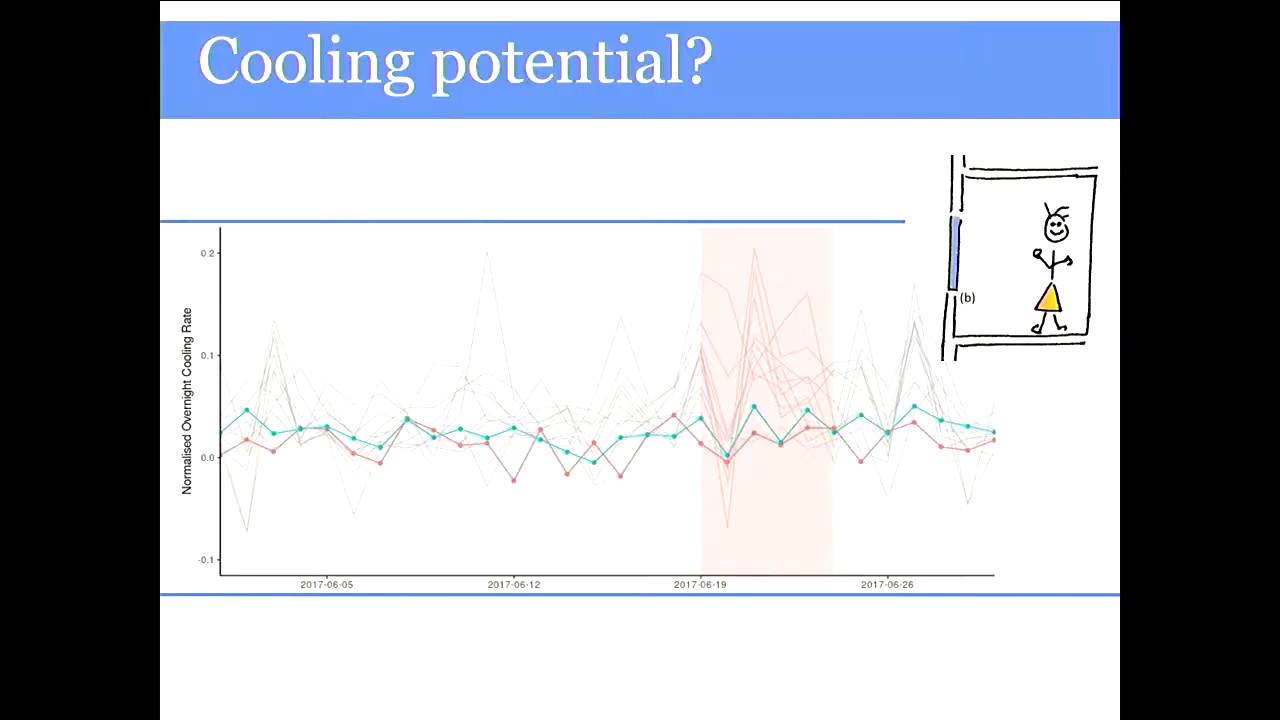 Cooling potential?
Normalised Overnight Cooling Rate
0.2
0.1
0.0
-0.1
2017-06-05
2017-06-12
2017-06-19
2017-06-26
(b)